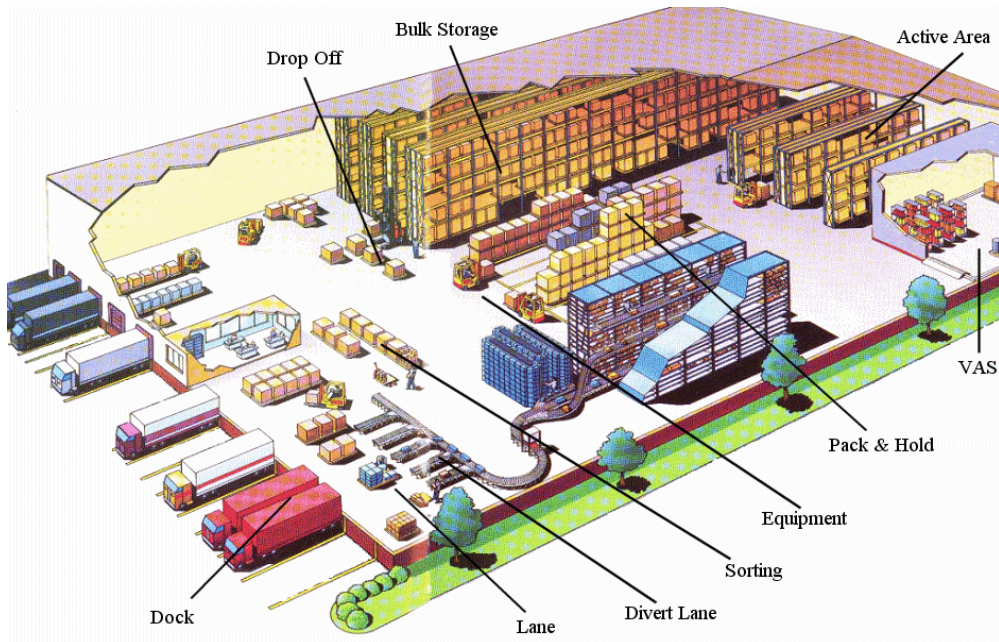 Bulk Storage
Active Area
Drop Off
VAS
Pack & Hold
Equipment
Sorting
Dock
Lane
Divert Lane